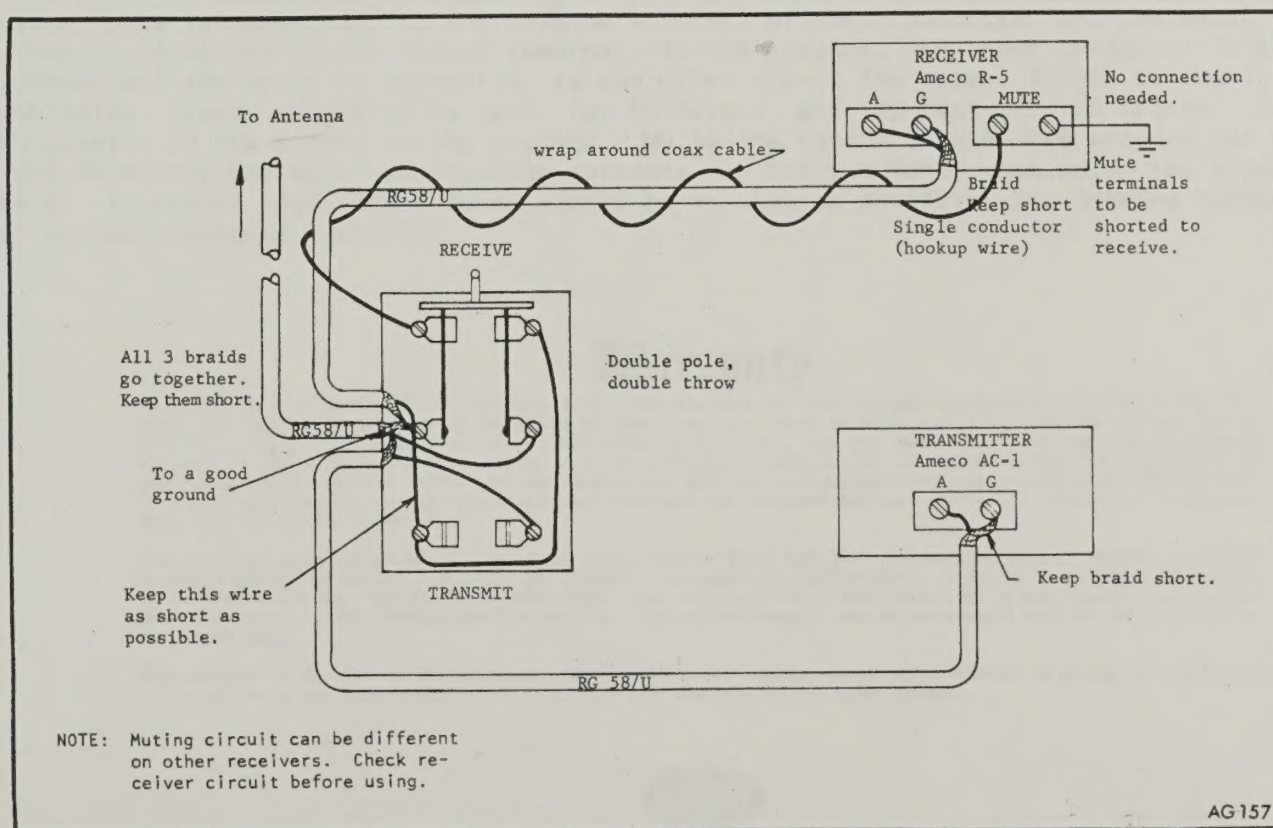 RECEIVER
Ameco R-5
A G MUTE
No connection
needed.
To Antenna
wrap around coax cable
RG58/U
Braid
Keep short
Single conductor
(hookup wire)
Mute
terminals
to be
shorted to
receive.
RECEIVE
All 3 braids
go together.
Keep them short.
Double pole,
double throw
RG58/U
To a good
ground
TRANSMITTER
Ameco AC-1
A G
Keep braid short.
Keep this wire
as short as
possible.
TRANSMIT
RG 58/U
NOTE: Muting circuit can be different
on other receivers. Check re-
ceiver circuit before using.
AG157